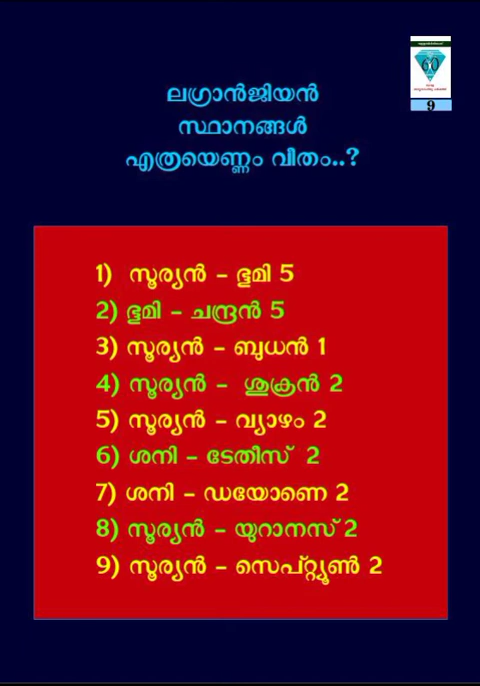 60
9
ലഗ്രാൻജിയൻ
സ്ഥാനങ്ങൾ
എത്രയെണ്ണം വീതം..?
1) സൂര്യൻ – ഭൂമി 5
2) ഭൂമി – ചന്ദ്രൻ 5
3) സൂര്യൻ – ബുധൻ 1
4) സൂര്യൻ – ശുക്രൻ 2
5) സൂര്യൻ – വ്യാഴം 2
6) ശനി – ടേതീസ് 2
7) ശനി – ഡയോണെ 2
8) സൂര്യൻ – യുറാനസ് 2
9) സൂര്യൻ – സെപ്റ്റ്യൂൺ 2